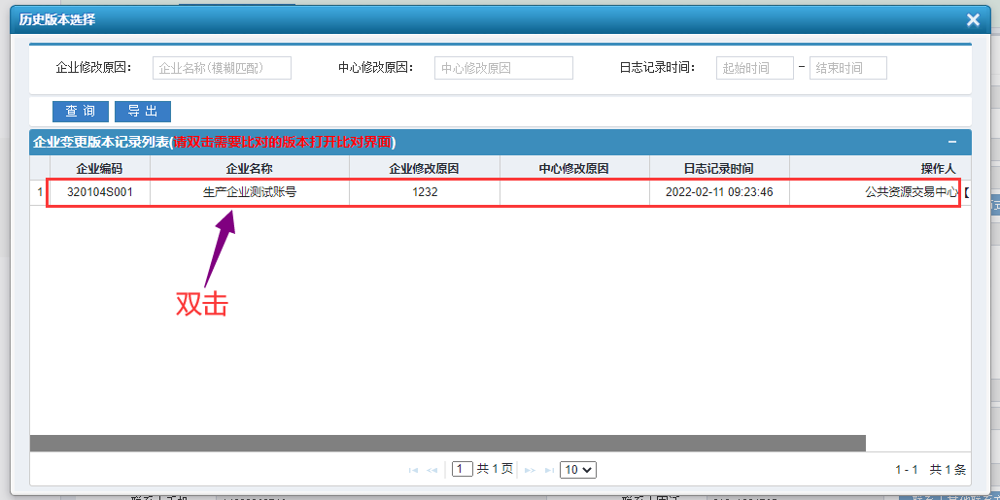 历史版本选择
企业修改原因： 企业名称(模糊匹配) 中心修改原因： 中心修改原因 日志记录时间： 起始时间 - 结束时间
查 询 导 出
企业变更版本记录列表(请双击需要比对的版本打开比对界面)
企业编码 企业名称 企业修改原因 中心修改原因 日志记录时间 操作人
1 320104S001 生产企业测试账号 1232 2022-02-11 09:23:46 公共资源交易中心【
双击
1 共 1 页 10 1 - 1 共 1 条